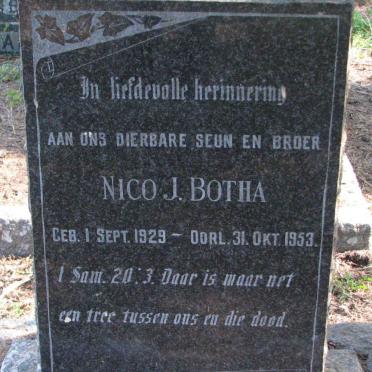 In liefdevolle herinnering
AAN ONS DIERBARE SEUN EN BROER
NICO J. BOTHA
GEB. 1 SEPT. 1929 — OORL. 31. OKT. 1953.
1 Sam. 20:3. Daar is maar net
een tree tussen ons en die dood.